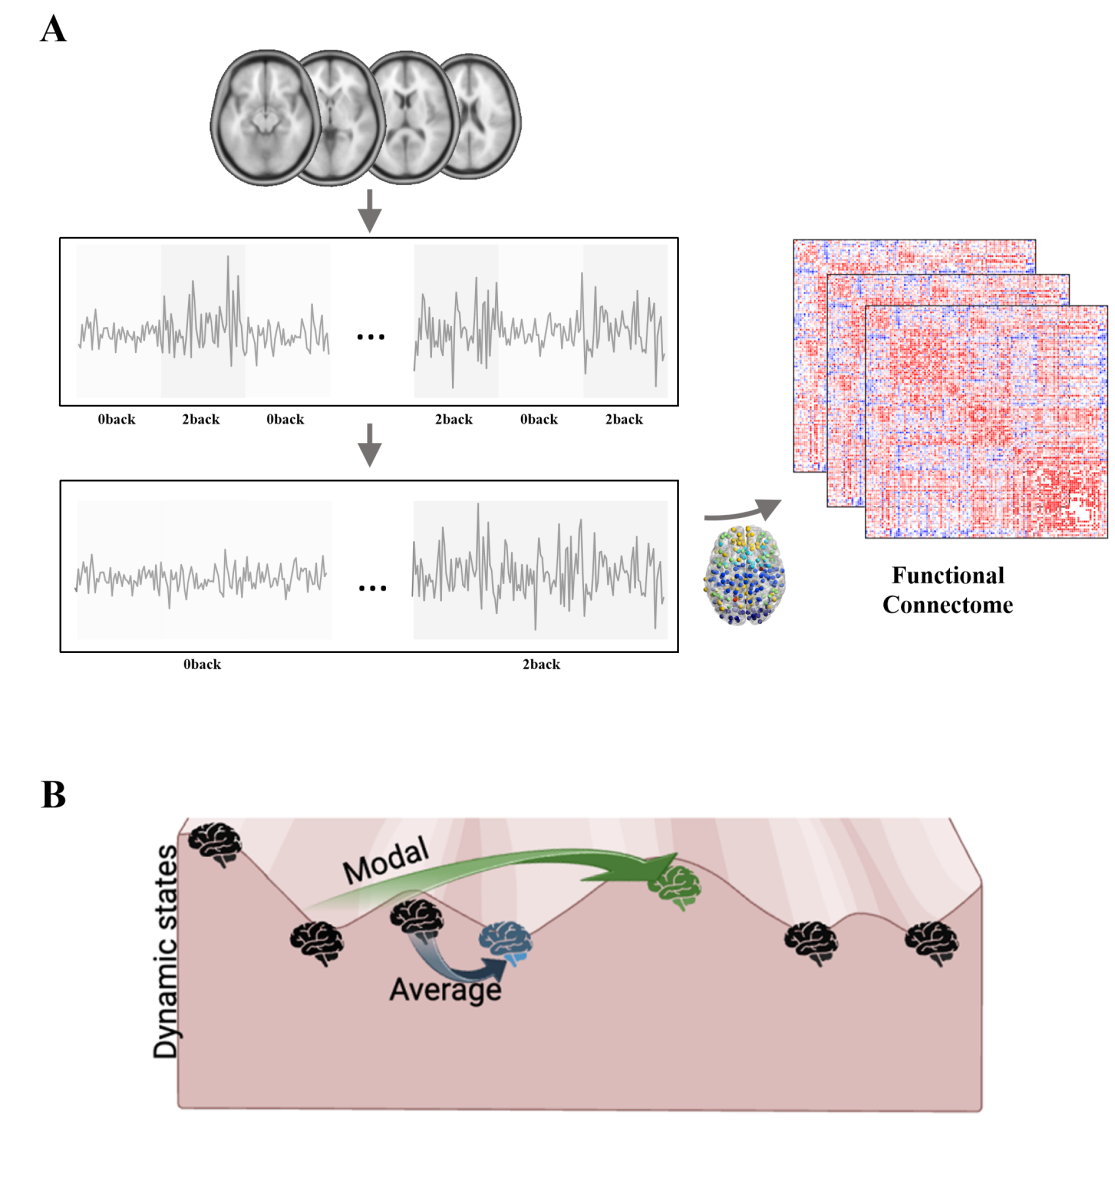 A
0back 2back 0back ... 2back 0back 2back
0back ... 2back
Functional
Connectome
B
Dynamic states
Modal
Average